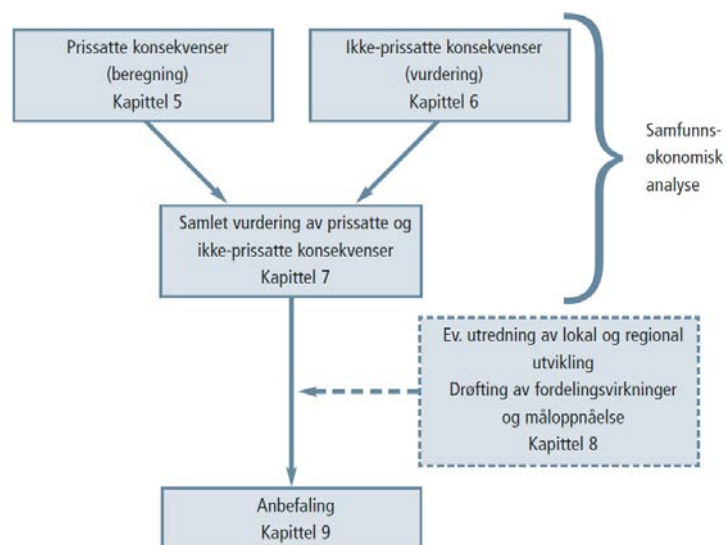 Prissatte konsekvenser
(beregning)
Kapittel 5
Ikke-prissatte konsekvenser
(vurdering)
Kapittel 6
Samfunns-
økonomisk
analyse
Samlet vurdering av prissatte og
ikke-prissatte konsekvenser
Kapittel 7
Ev. utredning av lokal og regional
utvikling
Drøfting av fordelingsvirkninger
og måloppnåelse
Kapittel 8
Anbefaling
Kapittel 9